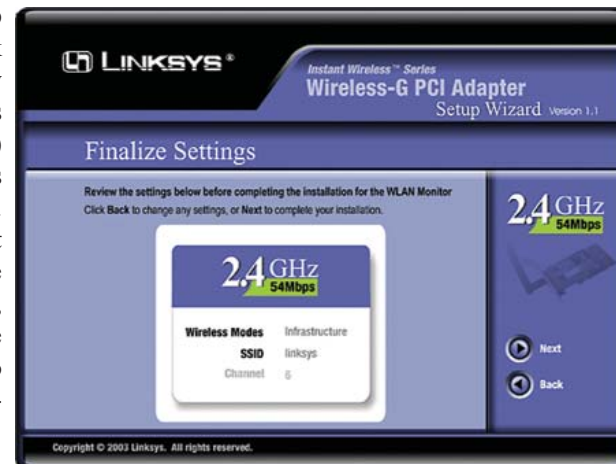 LINKSYS®
Instant Wireless™ Series
Wireless-G PCI Adapter
Setup Wizard Version 1.1
Finalize Settings
Review the settings below before completing the installation for the WLAN Monitor
Click Back to change any settings, or Next to complete your installation.
2.4 GHz
54Mbps
Wireless Modes Infrastructure
SSID linksys
Channel 6
2.4 GHz
54Mbps
Next
Back
Copyright © 2003 Linksys. All rights reserved.